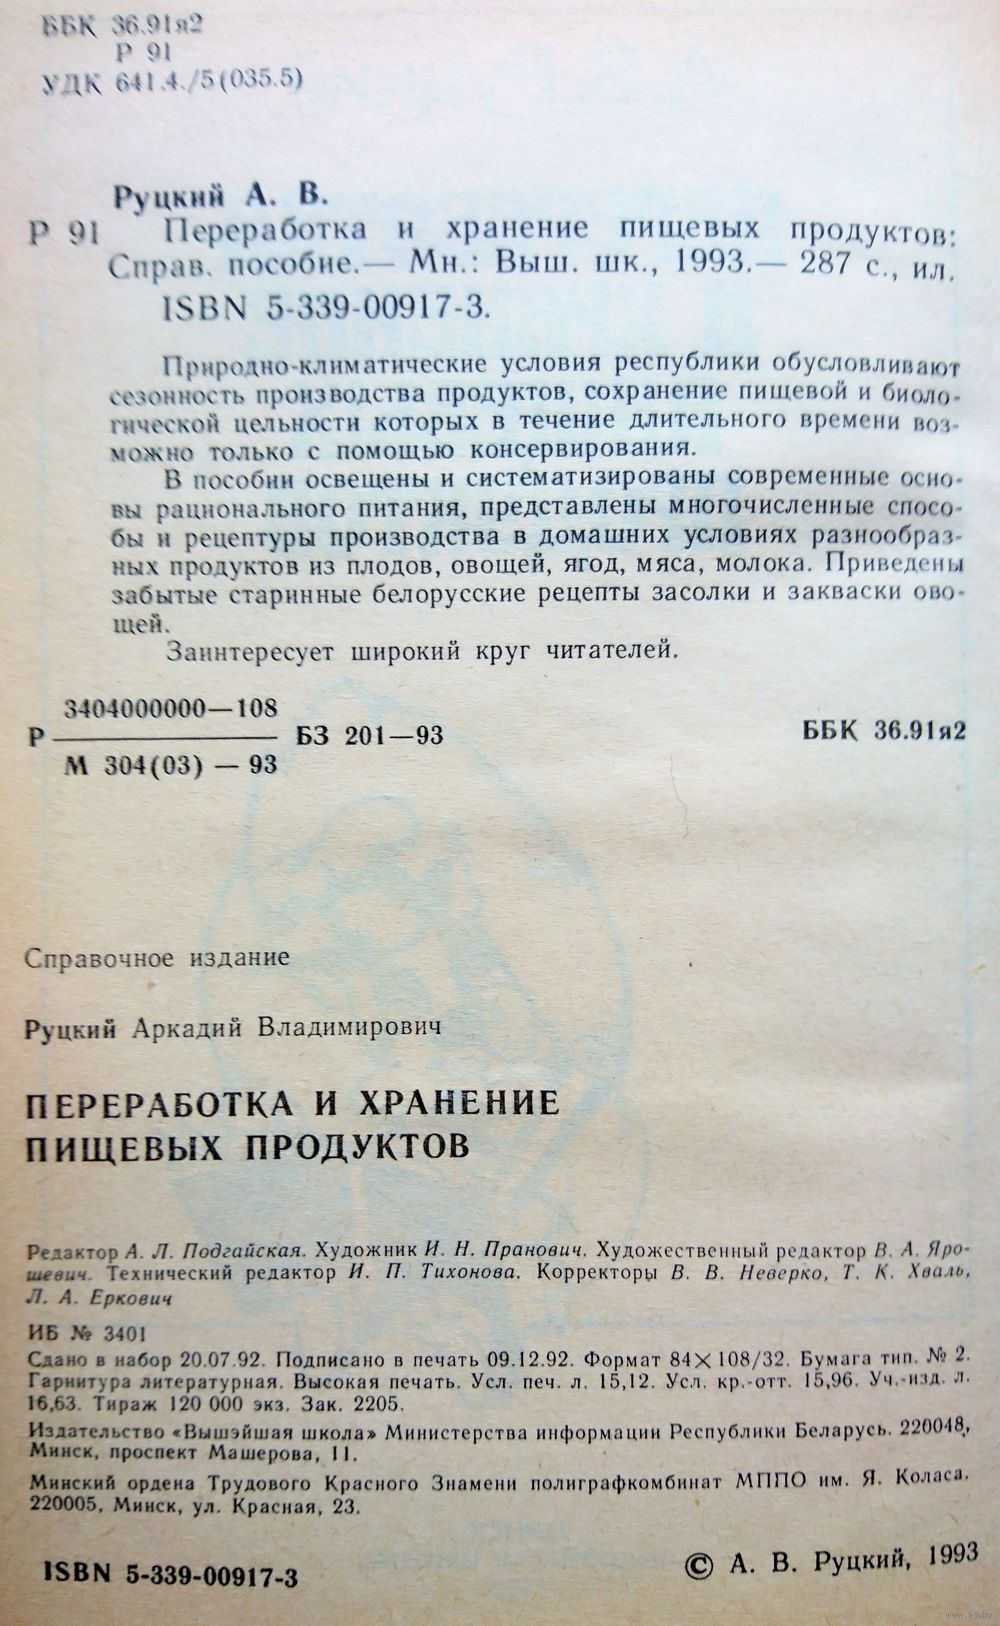 ББК 36.91я2
Р 91
УДК 641.4./5(035.5)
Руцкий А. В.
Р 91 Переработка и хранение пищевых продуктов:
Справ. пособие.— Мн.: Выш. шк., 1993.— 287 с., ил.
ISBN 5-339-00917-3.
Природно-климатические условия республики обусловливают
сезонность производства продуктов, сохранение пищевой и биоло-
гической цельности которых в течение длительного времени воз-
можно только с помощью консервирования.
В пособии освещены и систематизированы современные осно-
вы рационального питания, представлены многочисленные спосо-
бы и рецептуры производства в домашних условиях разнообраз-
ных продуктов из плодов, овощей, ягод, мяса, молока. Приведены
забытые старинные белорусские рецепты засолки и закваски ово-
щей.
Заинтересует широкий круг читателей.
3404000000—108
Р БЗ 201—93 ББК 36.91я2
М 304(03) — 93
Справочное издание
Руцкий Аркадий Владимирович
ПЕРЕРАБОТКА И ХРАНЕНИЕ
ПИЩЕВЫХ ПРОДУКТОВ
Редактор А. Л. Подгайская. Художник И. Н. Пранович. Художественный редактор В. А. Яро-
шевич. Технический редактор И. П. Тихонова. Корректоры В. В. Неверко, Т. К. Хваль,
Л. А. Еркович
ИБ № 3401
Сдано в набор 20.07.92. Подписано в печать 09.12.92. Формат 84×108/32. Бумага тип. № 2.
Гарнитура литературная. Высокая печать. Усл. печ. л. 15,12. Усл. кр.-отт. 15,96. Уч.-изд. л.
16,63. Тираж 120 000 экз. Зак. 2205.
Издательство «Вышэйшая школа» Министерства информации Республики Беларусь. 220048,
Минск, проспект Машерова, 11.
Минский ордена Трудового Красного Знамени полиграфкомбинат МППО им. Я. Коласа.
220005, Минск, ул. Красная, 23.
ISBN 5-339-00917-3 © А. В. Руцкий, 1993
www.ay.by